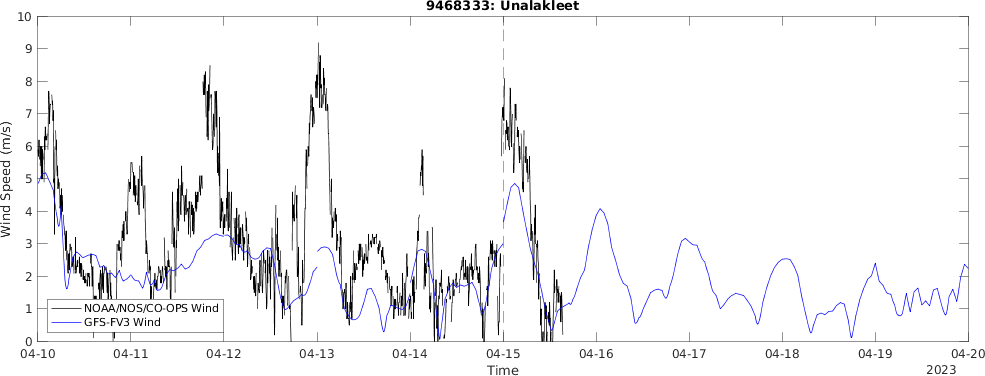 9468333: Unalakleet
10
9
8
7
6
5
4
3
2
1
0
Wind Speed (m/s)
NOAA/NOS/CO-OPS Wind
GFS-FV3 Wind
04-10 04-11 04-12 04-13 04-14 04-15 04-16 04-17 04-18 04-19 04-20
Time
2023